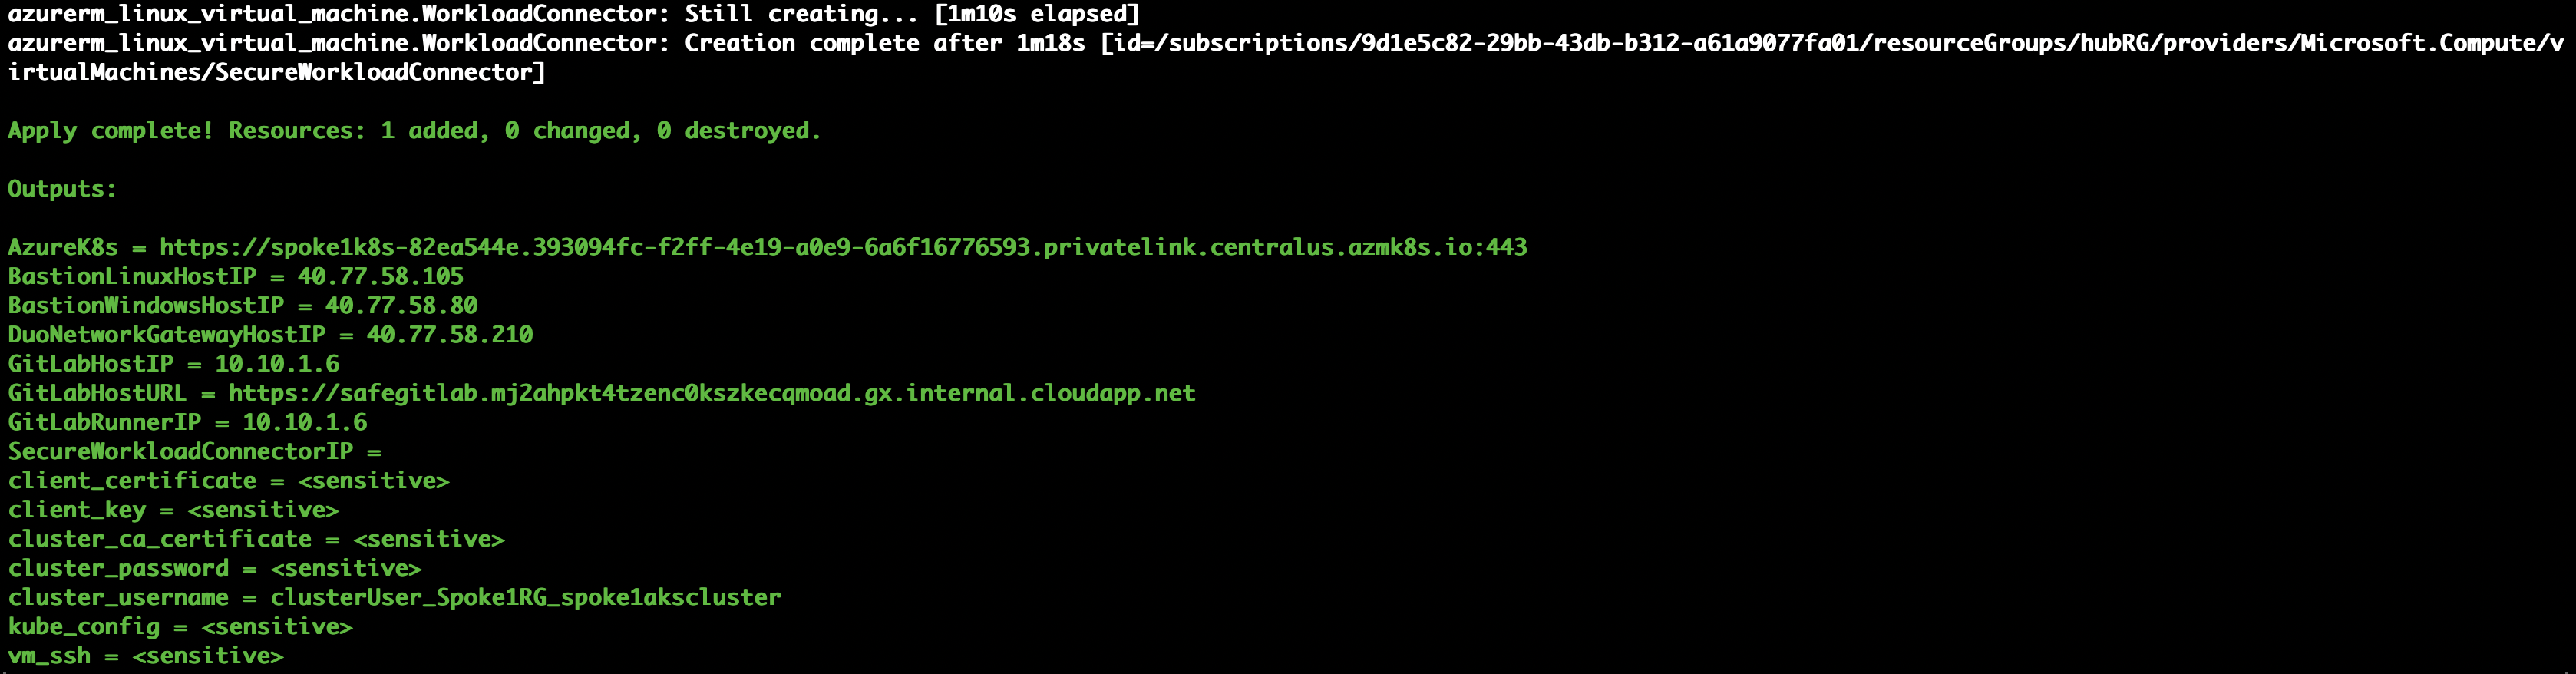 azurerm_linux_virtual_machine.WorkloadConnector: Still creating... [1m10s elapsed]
azurerm_linux_virtual_machine.WorkloadConnector: Creation complete after 1m18s [id=/subscriptions/9d1e5c82-29bb-43db-b312-a61a9077fa01/resourceGroups/hubRG/providers/Microsoft.Compute/v
irtualMachines/SecureWorkloadConnector]
Apply complete! Resources: 1 added, 0 changed, 0 destroyed.
Outputs:
AzureK8s = https://spoke1k8s-82ea544e.393094fc-f2ff-4e19-a0e9-6a6f16776593.privatelink.centralus.azmk8s.io:443
BastionLinuxHostIP = 40.77.58.105
BastionWindowsHostIP = 40.77.58.80
DuoNetworkGatewayHostIP = 40.77.58.210
GitLabHostIP = 10.10.1.6
GitLabHostURL = https://safegitlab.mj2ahpkt4tzenc0kszkecqmoad.gx.internal.cloudapp.net
GitLabRunnerIP = 10.10.1.6
SecureWorkloadConnectorIP =
client_certificate = <sensitive>
client_key = <sensitive>
cluster_ca_certificate = <sensitive>
cluster_password = <sensitive>
cluster_username = clusterUser_Spoke1RG_spoke1akscluster
kube_config = <sensitive>
vm_ssh = <sensitive>